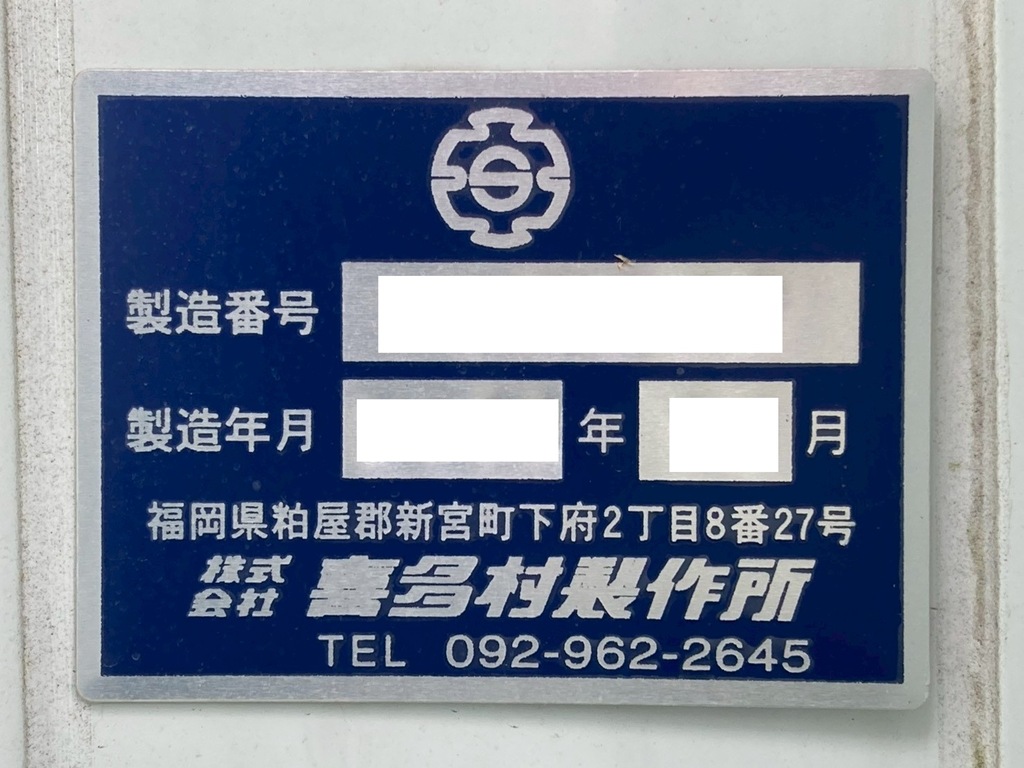 S
製造番号
製造年月 年 月
福岡県粕屋郡新宮町下府2丁目8番27号
株式会社 喜多村製作所
TEL 092-962-2645